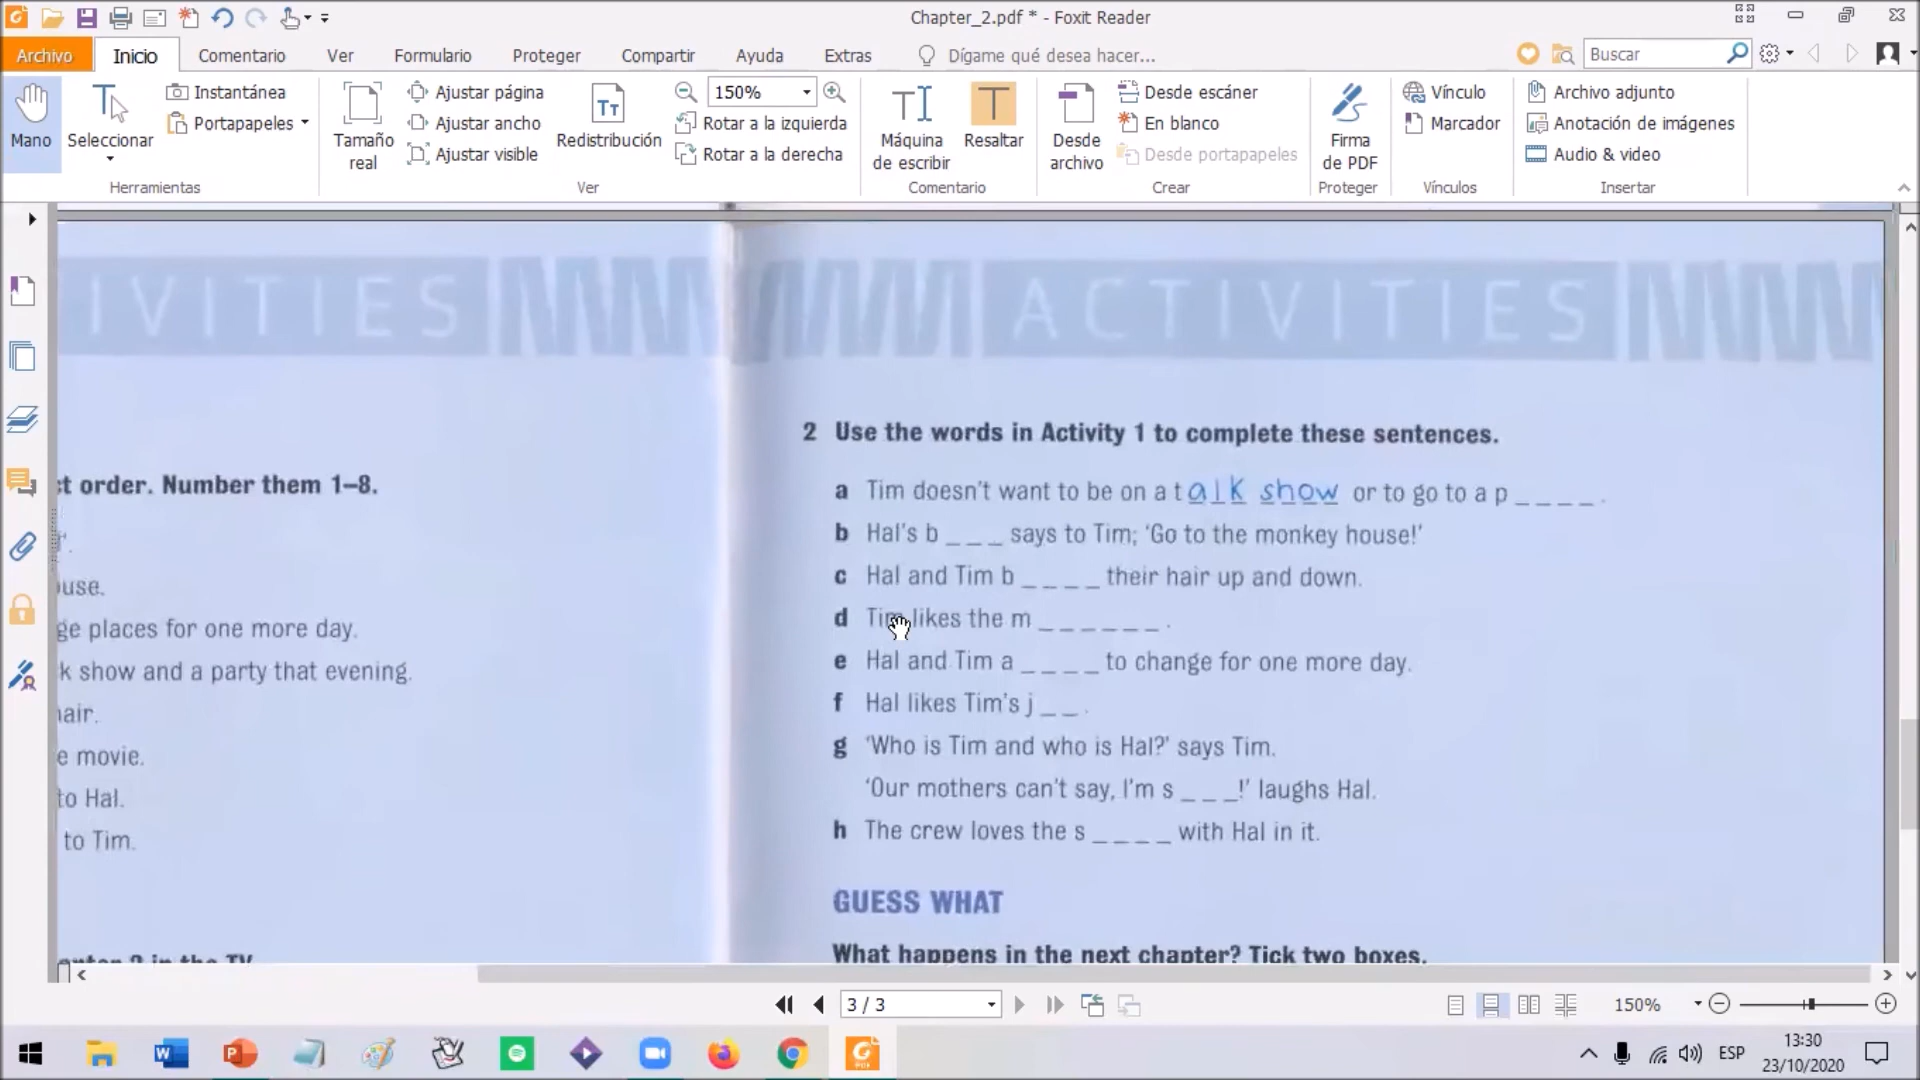 Chapter_2.pdf * - Foxit Reader
Archivo Inicio Comentario Ver Formulario Proteger Compartir Ayuda Extras Dígame qué desea hacer... Buscar
Mano
Seleccionar
Instantánea
Portapapeles
Herramientas
Tamaño real
Ajustar página
Ajustar ancho
Ajustar visible
Redistribución
150%
Rotar a la izquierda
Rotar a la derecha
Ver
Máquina de escribir
Resaltar
Comentario
Desde archivo
Desde escáner
En blanco
Desde portapapeles
Crear
Firma de PDF
Proteger
Vínculo
Marcador
Vínculos
Archivo adjunto
Anotación de imágenes
Audio & video
Insertar
IVITIES
st order. Number them 1–8.
r'.
use.
ge places for one more day.
k show and a party that evening.
hair.
e movie.
to Hal.
to Tim.
ACTIVITIES
2 Use the words in Activity 1 to complete these sentences.
a Tim doesn't want to be on a talk show or to go to a p _ _ _ _ .
b Hal's b _ _ _ says to Tim; 'Go to the monkey house!'
c Hal and Tim b _ _ _ _ their hair up and down.
d Tim likes the m _ _ _ _ _ _ .
e Hal and Tim a _ _ _ _ to change for one more day.
f Hal likes Tim's j _ _ .
g 'Who is Tim and who is Hal?' says Tim.
'Our mothers can't say, I'm s _ _ _!' laughs Hal.
h The crew loves the s _ _ _ _ with Hal in it.
GUESS WHAT
What happens in the next chapter? Tick two boxes.
3 / 3
150%
ESP
13:30
23/10/2020